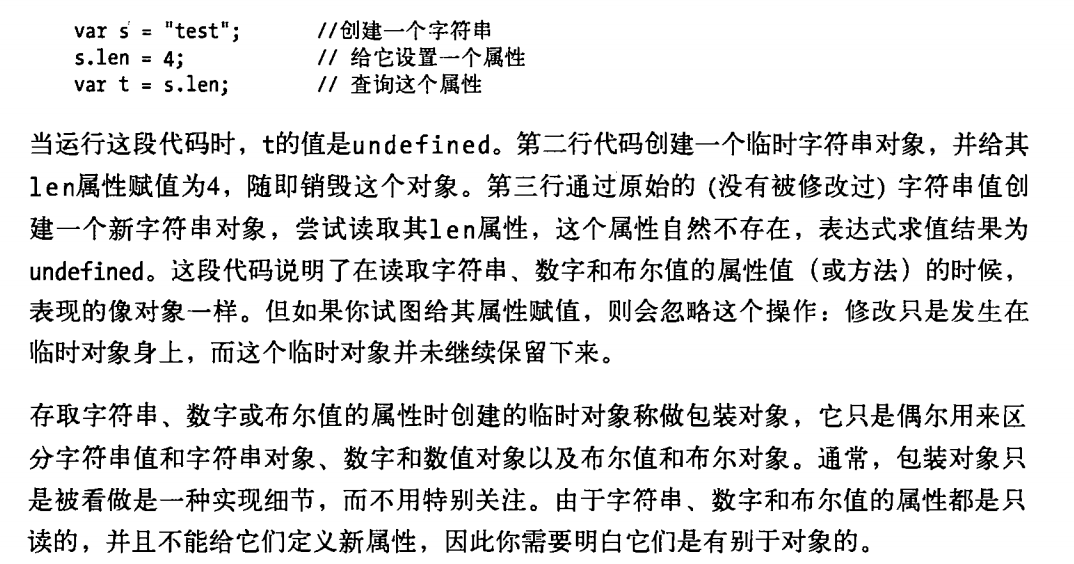 var s = "test"; //创建一个字符串
s.len = 4; // 给它设置一个属性
var t = s.len; // 查询这个属性
当运行这段代码时，t的值是undefined。第二行代码创建一个临时字符串对象，并给其
len属性赋值为4，随即销毁这个对象。第三行通过原始的 (没有被修改过) 字符串值创
建一个新字符串对象，尝试读取其len属性，这个属性自然不存在，表达式求值结果为
undefined。这段代码说明了在读取字符串、数字和布尔值的属性值（或方法）的时候，
表现的像对象一样。但如果你试图给其属性赋值，则会忽略这个操作：修改只是发生在
临时对象身上，而这个临时对象并未继续保留下来。
存取字符串、数字或布尔值的属性时创建的临时对象称做包装对象，它只是偶尔用来区
分字符串值和字符串对象、数字和数值对象以及布尔值和布尔对象。通常，包装对象只
是被看做是一种实现细节，而不用特别关注。由于字符串、数字和布尔值的属性都是只
读的，并且不能给它们定义新属性，因此你需要明白它们是有别于对象的。